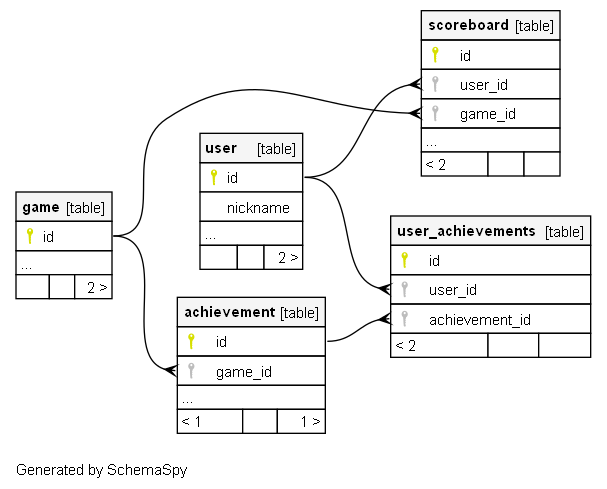 scoreboard [table]
id
user_id
game_id
...
< 2
user [table]
id
nickname
...
2 >
game [table]
id
...
2 >
user_achievements [table]
id
user_id
achievement_id
< 2
achievement [table]
id
game_id
...
< 1 1 >
Generated by SchemaSpy